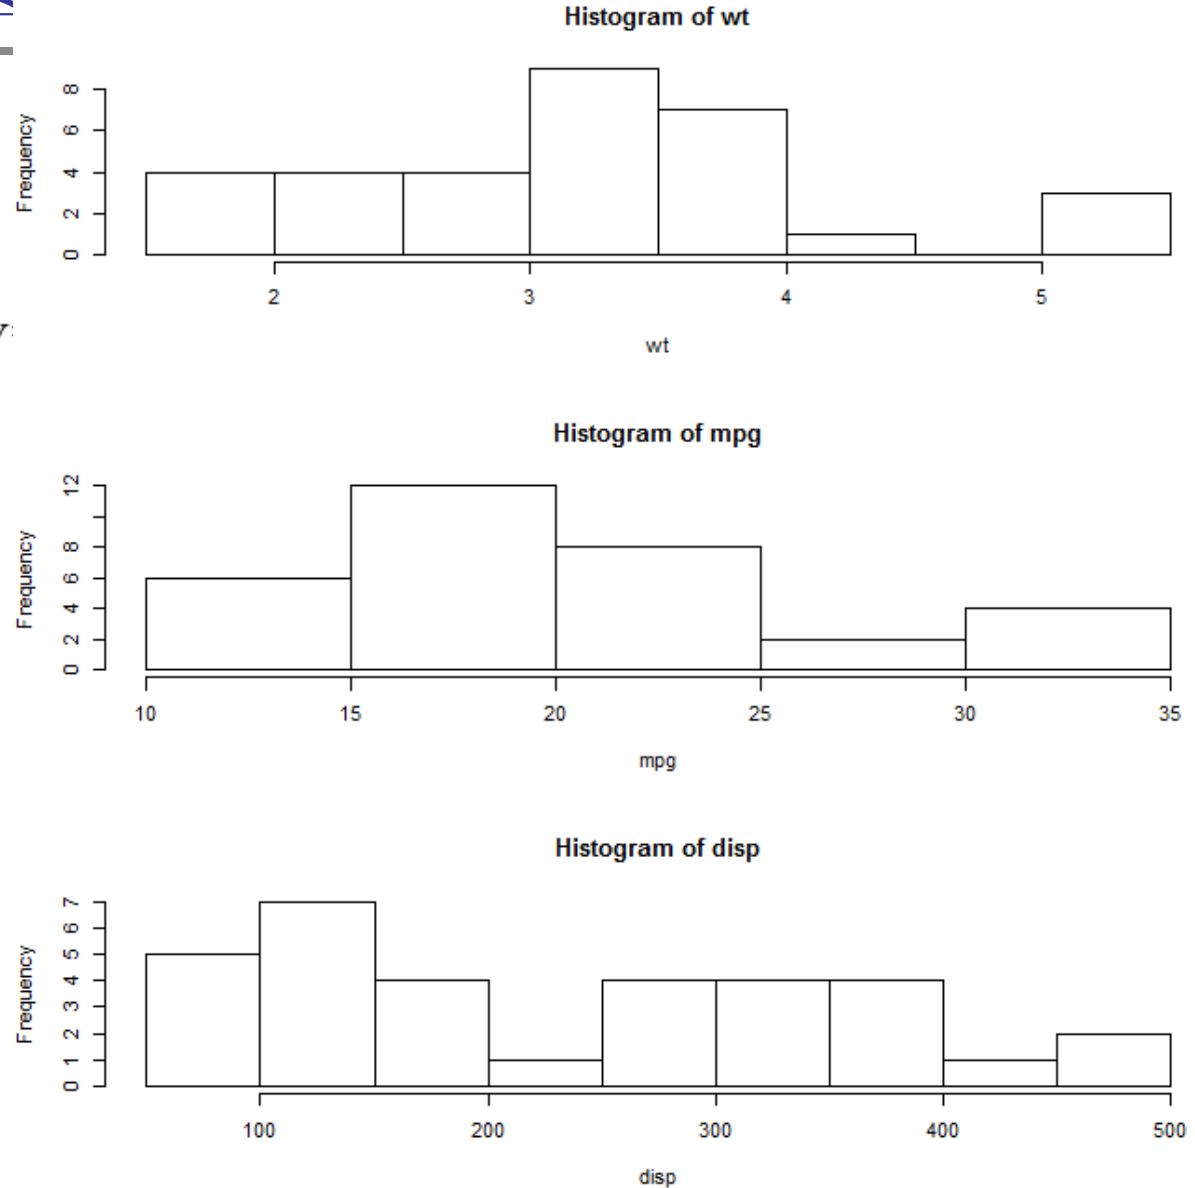 Histogram of wt
Frequency
0 2 4 6 8
2 3 4 5
wt
Histogram of mpg
Frequency
0 2 4 6 8 12
10 15 20 25 30 35
mpg
Histogram of disp
Frequency
0 1 2 3 4 5 6 7
100 200 300 400 500
disp